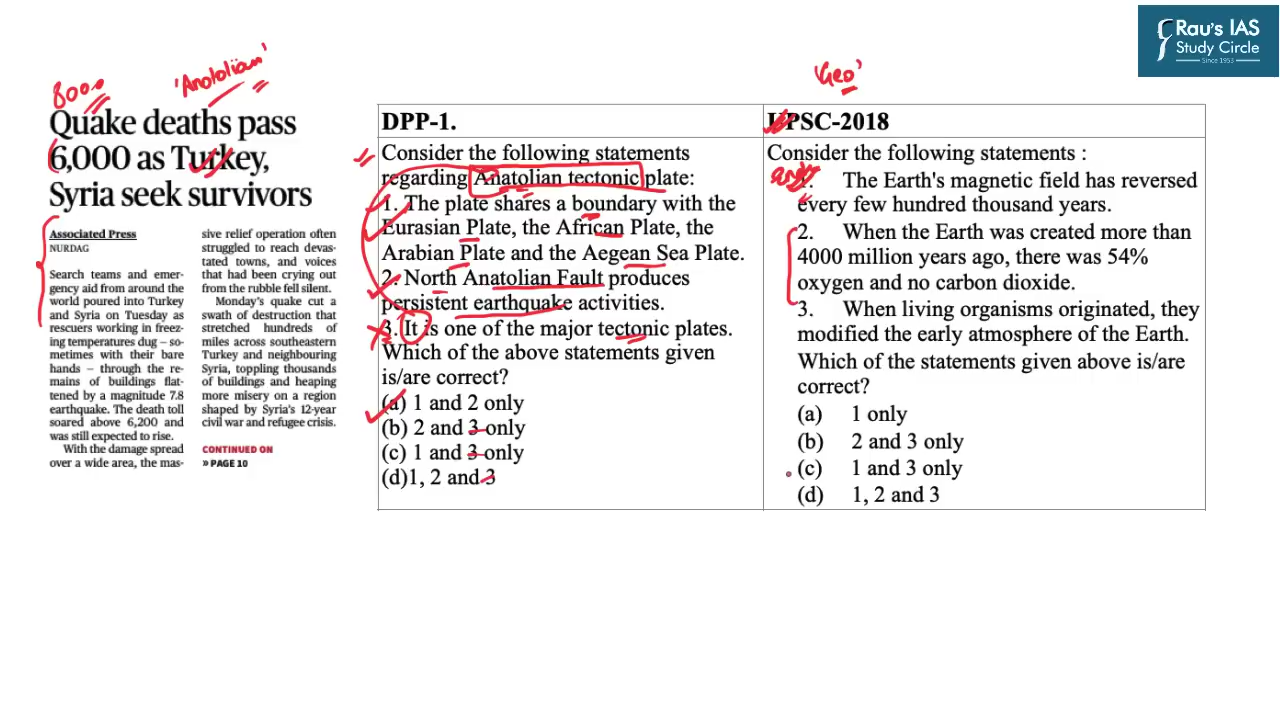 Rau's IAS
Study Circle
Since 1953
8000
'Anatolian'
Quake deaths pass
6,000 as Turkey,
Syria seek survivors
Associated Press
NURDAG
Search teams and emer-
gency aid from around the
world poured into Turkey
and Syria on Tuesday as
rescuers working in freez-
ing temperatures dug – so-
metimes with their bare
hands – through the re-
mains of buildings flat-
tened by a magnitude 7.8
earthquake. The death toll
soared above 6,200 and
was still expected to rise.
With the damage spread
over a wide area, the mas-
sive relief operation often
struggled to reach devas-
tated towns, and voices
that had been crying out
from the rubble fell silent.
Monday's quake cut a
swath of destruction that
stretched hundreds of
miles across southeastern
Turkey and neighbouring
Syria, toppling thousands
of buildings and heaping
more misery on a region
shaped by Syria's 12-year
civil war and refugee crisis.
CONTINUED ON
» PAGE 10
DPP-1.
Consider the following statements
regarding Anatolian tectonic plate:
1. The plate shares a boundary with the
Eurasian Plate, the African Plate, the
Arabian Plate and the Aegean Sea Plate.
2. North Anatolian Fault produces
persistent earthquake activities.
3. It is one of the major tectonic plates.
Which of the above statements given
is/are correct?
(a) 1 and 2 only
(b) 2 and 3 only
(c) 1 and 3 only
(d)1, 2 and 3
'Geo'
UPSC-2018
Consider the following statements :
1. The Earth's magnetic field has reversed
every few hundred thousand years.
2. When the Earth was created more than
4000 million years ago, there was 54%
oxygen and no carbon dioxide.
3. When living organisms originated, they
modified the early atmosphere of the Earth.
Which of the statements given above is/are
correct?
(a) 1 only
(b) 2 and 3 only
(c) 1 and 3 only
(d) 1, 2 and 3